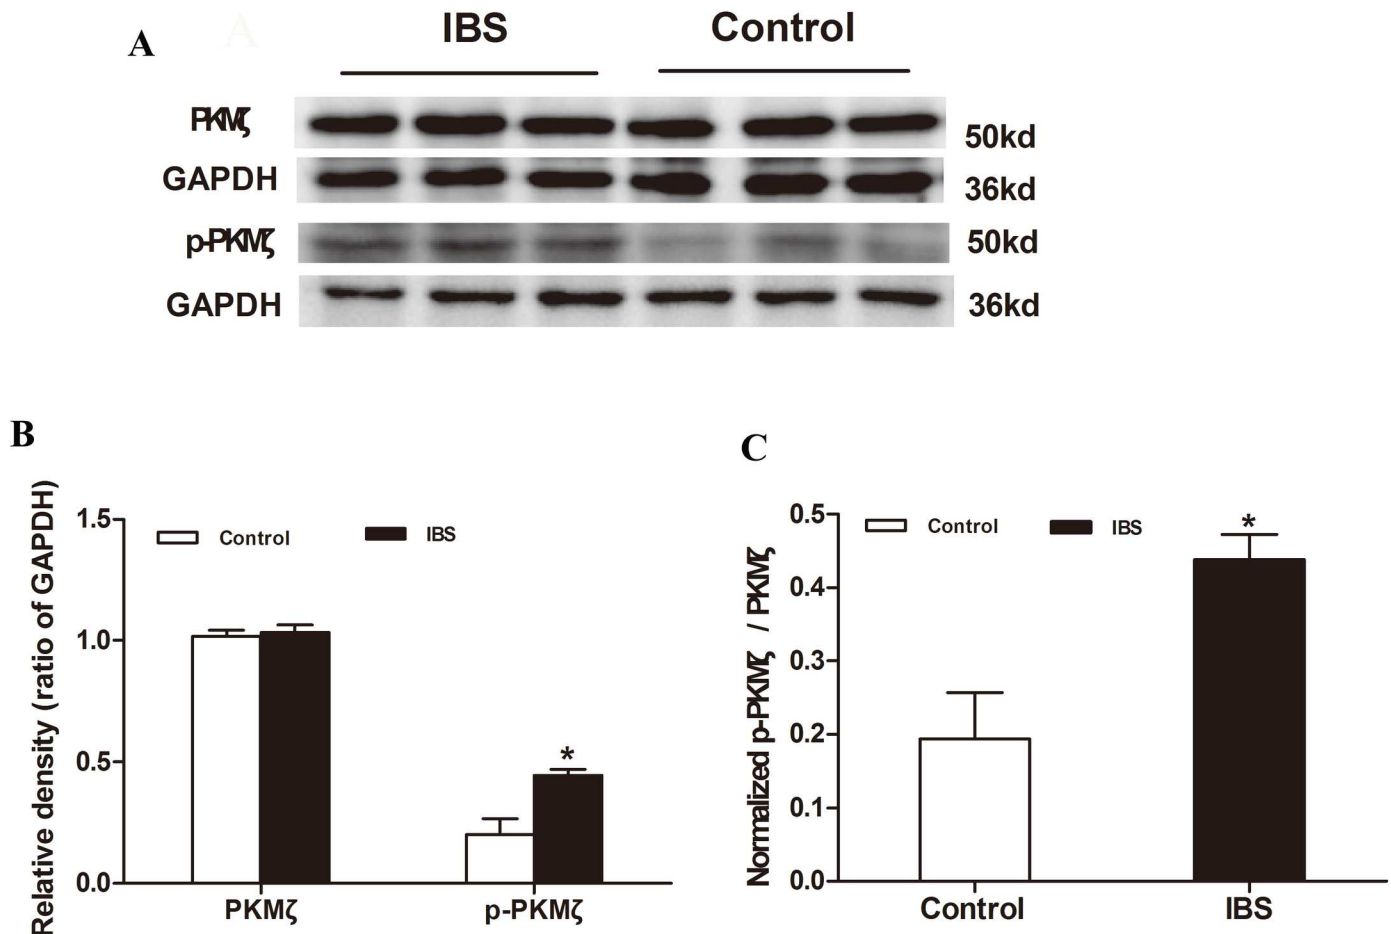 A
IBS
Control
PKMζ
50kd
GAPDH
36kd
p-PKMζ
50kd
GAPDH
36kd
B
Relative density (ratio of GAPDH)
1.5
1.0
0.5
0.0
Control
IBS
*
PKMζ
p-PKMζ
C
Normalized p-PKMζ / PKMζ
0.5
0.4
0.3
0.2
0.1
0.0
Control
IBS
*
Control
IBS